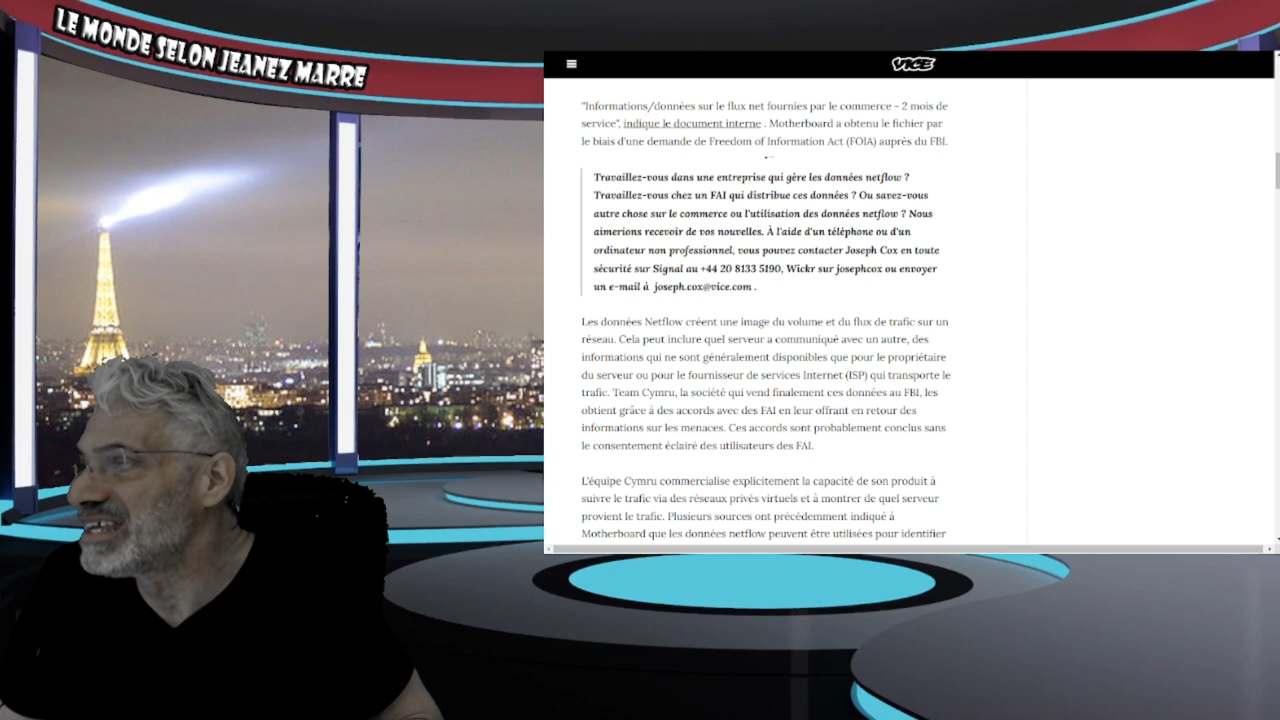 LE MONDE SELON JEANEZ MARRE
VICE
"Informations/données sur le flux net fournies par le commerce - 2 mois de
service", indique le document interne . Motherboard a obtenu le fichier par
le biais d'une demande de Freedom of Information Act (FOIA) auprès du FBI.
Travaillez-vous dans une entreprise qui gère les données netflow ?
Travaillez-vous chez un FAI qui distribue ces données ? Ou savez-vous
autre chose sur le commerce ou l'utilisation des données netflow ? Nous
aimerions recevoir de vos nouvelles. À l'aide d'un téléphone ou d'un
ordinateur non professionnel, vous pouvez contacter Joseph Cox en toute
sécurité sur Signal au +44 20 8133 5190, Wickr sur josephcox ou envoyer
un e-mail à joseph.cox@vice.com .
Les données Netflow créent une image du volume et du flux de trafic sur un
réseau. Cela peut inclure quel serveur a communiqué avec un autre, des
informations qui ne sont généralement disponibles que pour le propriétaire
du serveur ou pour le fournisseur de services Internet (ISP) qui transporte le
trafic. Team Cymru, la société qui vend finalement ces données au FBI, les
obtient grâce à des accords avec des FAI en leur offrant en retour des
informations sur les menaces. Ces accords sont probablement conclus sans
le consentement éclairé des utilisateurs des FAI.
L'équipe Cymru commercialise explicitement la capacité de son produit à
suivre le trafic via des réseaux privés virtuels et à montrer de quel serveur
provient le trafic. Plusieurs sources ont précédemment indiqué à
Motherboard que les données netflow peuvent être utilisées pour identifier